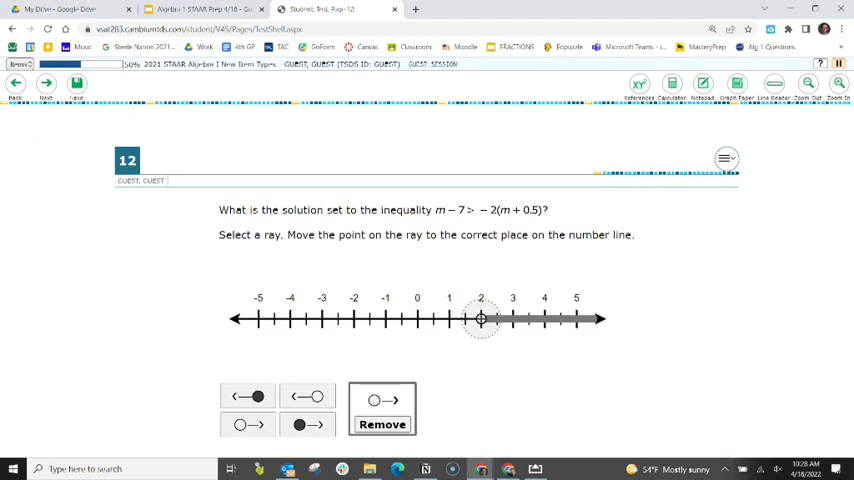 My Drive - Google Drive
Algebra 1 STAAR Prep 4/18 - Go
Student: Test, Page 12
vsat283.cambiumtds.com/student/V45/Pages/TestShell.aspx
Muuc
Steele Nation 2021...
Work
4th GP
TAC
GoForm
Canvas
Classroom
Moodle
FRACTIONS
Edpuzzle
Microsoft Teams - i...
MasteryPrep
Alg 1 Questions
Items
50% 2021 STAAR Algebra I New Item Types
GUEST, GUEST (TSDS ID: GUEST)
GUEST SESSION
?
Back
Next
Save
References
Calculator
Notepad
Graph Paper
Line Reader
Zoom Out
Zoom In
12
GUEST, GUEST
What is the solution set to the inequality m − 7 > − 2(m + 0.5)?
Select a ray. Move the point on the ray to the correct place on the number line.
-5 -4 -3 -2 -1 0 1 2 3 4 5
Remove
Type here to search
54°F Mostly sunny
10:28 AM
4/18/2022